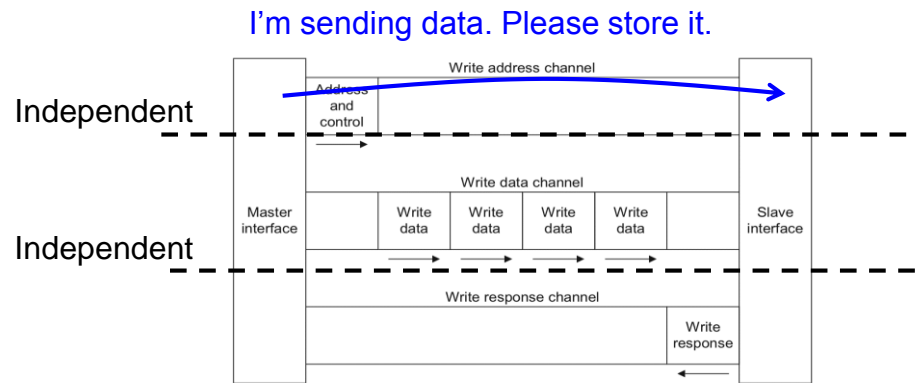 I'm sending data. Please store it.
Write address channel
Address
and
control
Independent
Write data channel
Master
interface
Write
data
Write
data
Write
data
Write
data
Slave
interface
Independent
Write response channel
Write
response